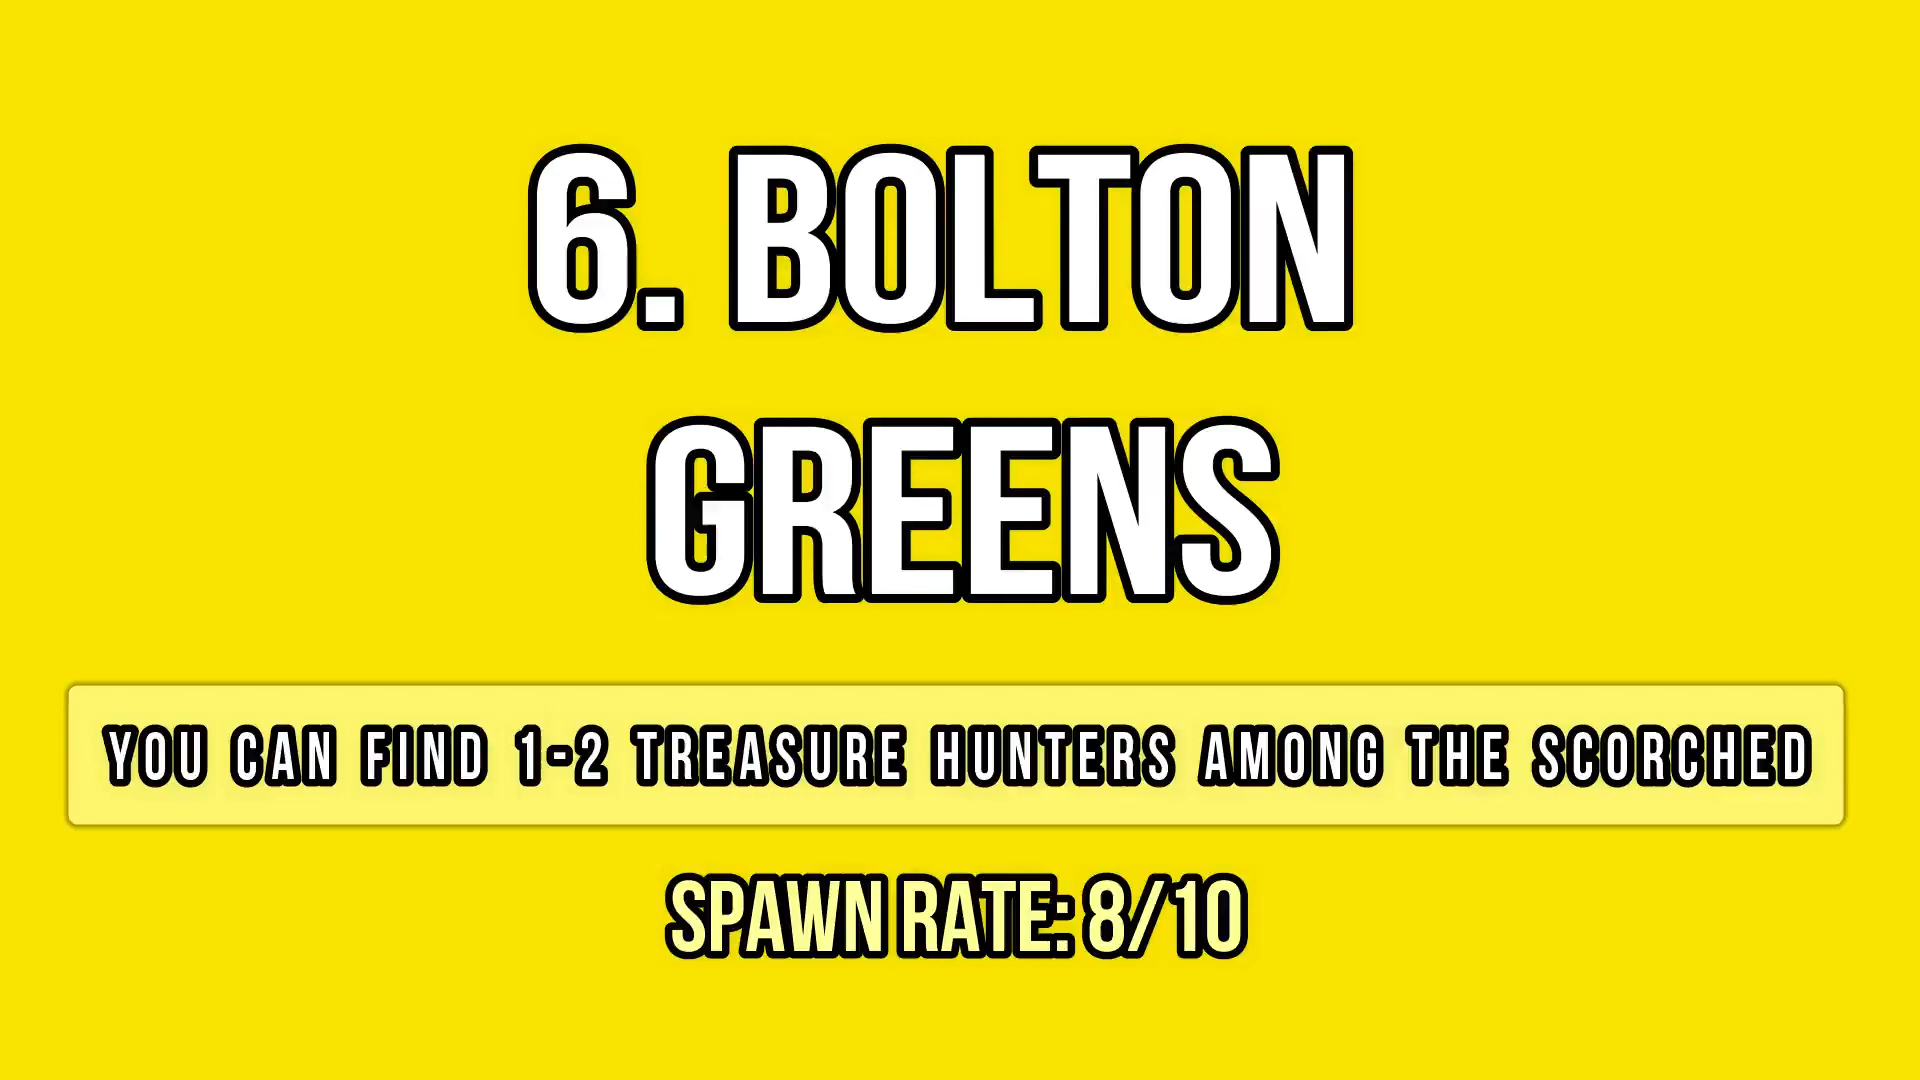 6. BOLTON
GREENS
YOU CAN FIND 1-2 TREASURE HUNTERS AMONG THE SCORCHED
SPAWN RATE: 8/10